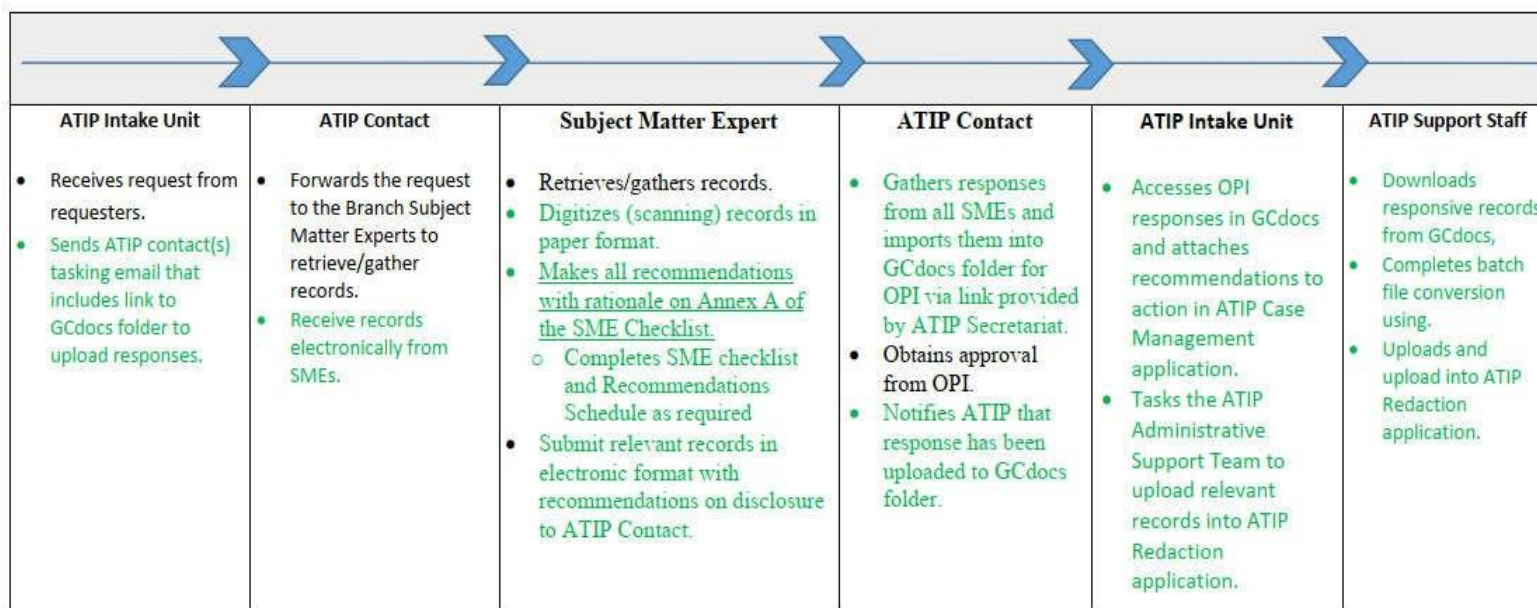 ATIP Intake Unit
• Receives request from
requesters.
• Sends ATIP contact(s)
tasking email that
includes link to
GCdocs folder to
upload responses.
ATIP Contact
• Forwards the request
to the Branch Subject
Matter Experts to
retrieve/gather
records.
• Receive records
electronically from
SMEs.
Subject Matter Expert
• Retrieves/gathers records.
• Digitizes (scanning) records in
paper format.
• Makes all recommendations
with rationale on Annex A of
the SME Checklist.
o Completes SME checklist
and Recommendations
Schedule as required
• Submit relevant records in
electronic format with
recommendations on disclosure
to ATIP Contact.
ATIP Contact
• Gathers responses
from all SMEs and
imports them into
GCdocs folder for
OPI via link provided
by ATIP Secretariat.
• Obtains approval
from OPI.
• Notifies ATIP that
response has been
uploaded to GCdocs
folder.
ATIP Intake Unit
• Accesses OPI
responses in GCdocs
and attaches
recommendations to
action in ATIP Case
Management
application.
• Tasks the ATIP
Administrative
Support Team to
upload relevant
records into ATIP
Redaction
application.
ATIP Support Staff
• Downloads
responsive records
from GCdocs,
• Completes batch
file conversion
using.
• Uploads and
upload into ATIP
Redaction
application.